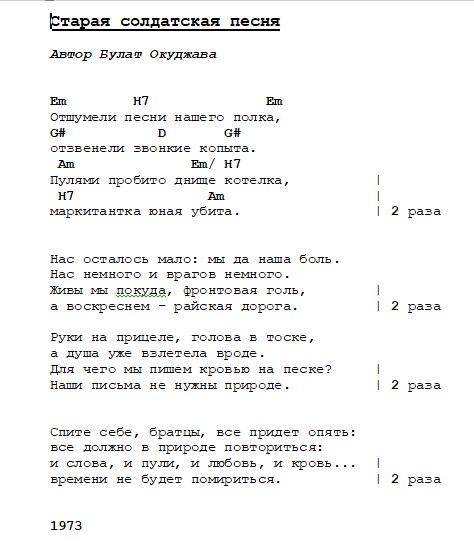 Старая солдатская песня
Автор Булат Окуджава
Em H7 Em
Отшумели песни нашего полка,
G# D G#
отзвенели звонкие копыта.
Am Em/ H7
Пулями пробито днище котелка, |
H7 Am |
маркитантка юная убита. | 2 раза
Нас осталось мало: мы да наша боль.
Нас немного и врагов немного.
Живы мы покуда, фронтовая голь, |
а воскреснем – райская дорога. | 2 раза
Руки на прицеле, голова в тоске,
а душа уже взлетела вроде.
Для чего мы пишем кровью на песке? |
Наши письма не нужны природе. | 2 раза
Спите себе, братцы, все придет опять:
все должно в природе повториться:
и слова, и пули, и любовь, и кровь... |
времени не будет помириться. | 2 раза
1973